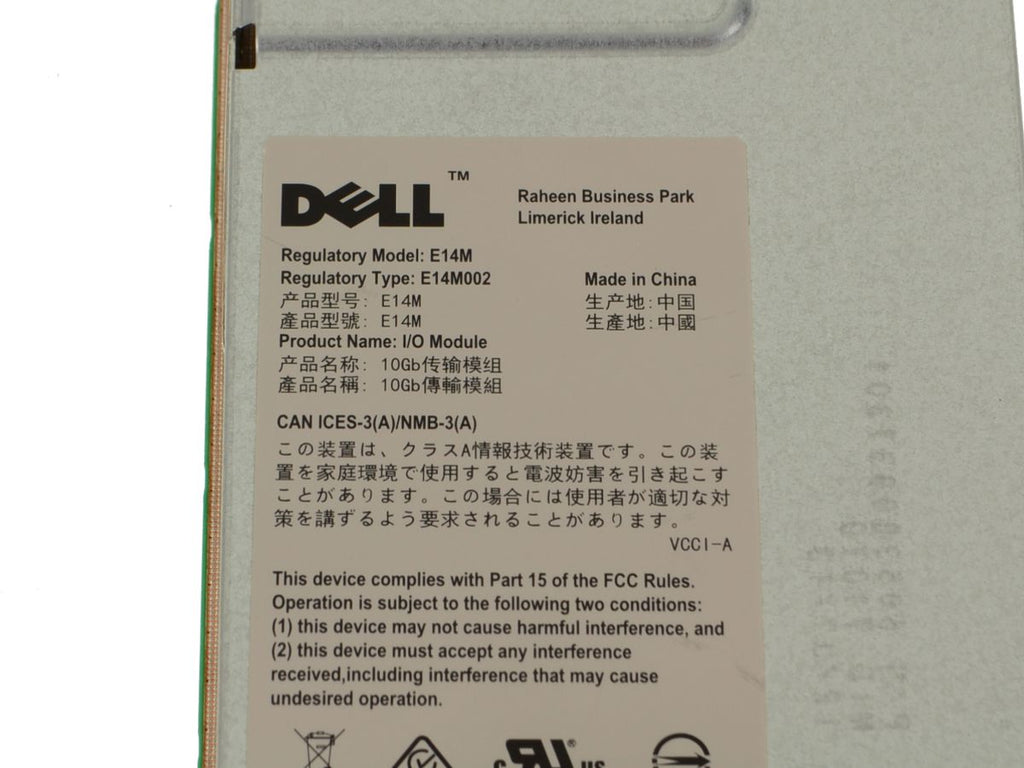 DELL™
Raheen Business Park
Limerick Ireland
Regulatory Model: E14M
Regulatory Type: E14M002
Made in China
产品型号: E14M
生产地:中国
產品型號: E14M
生產地:中國
Product Name: I/O Module
产品名称: 10Gb传输模组
產品名稱: 10Gb傳輸模組
CAN ICES-3(A)/NMB-3(A)
この装置は、クラスA情報技術装置です。この装
置を家庭環境で使用すると電波妨害を引き起こす
ことがあります。この場合には使用者が適切な対
策を講ずるよう要求されることがあります。
VCCI-A
This device complies with Part 15 of the FCC Rules.
Operation is subject to the following two conditions:
(1) this device may not cause harmful interference, and
(2) this device must accept any interference
received,including interference that may cause
undesired operation.
c UR® US